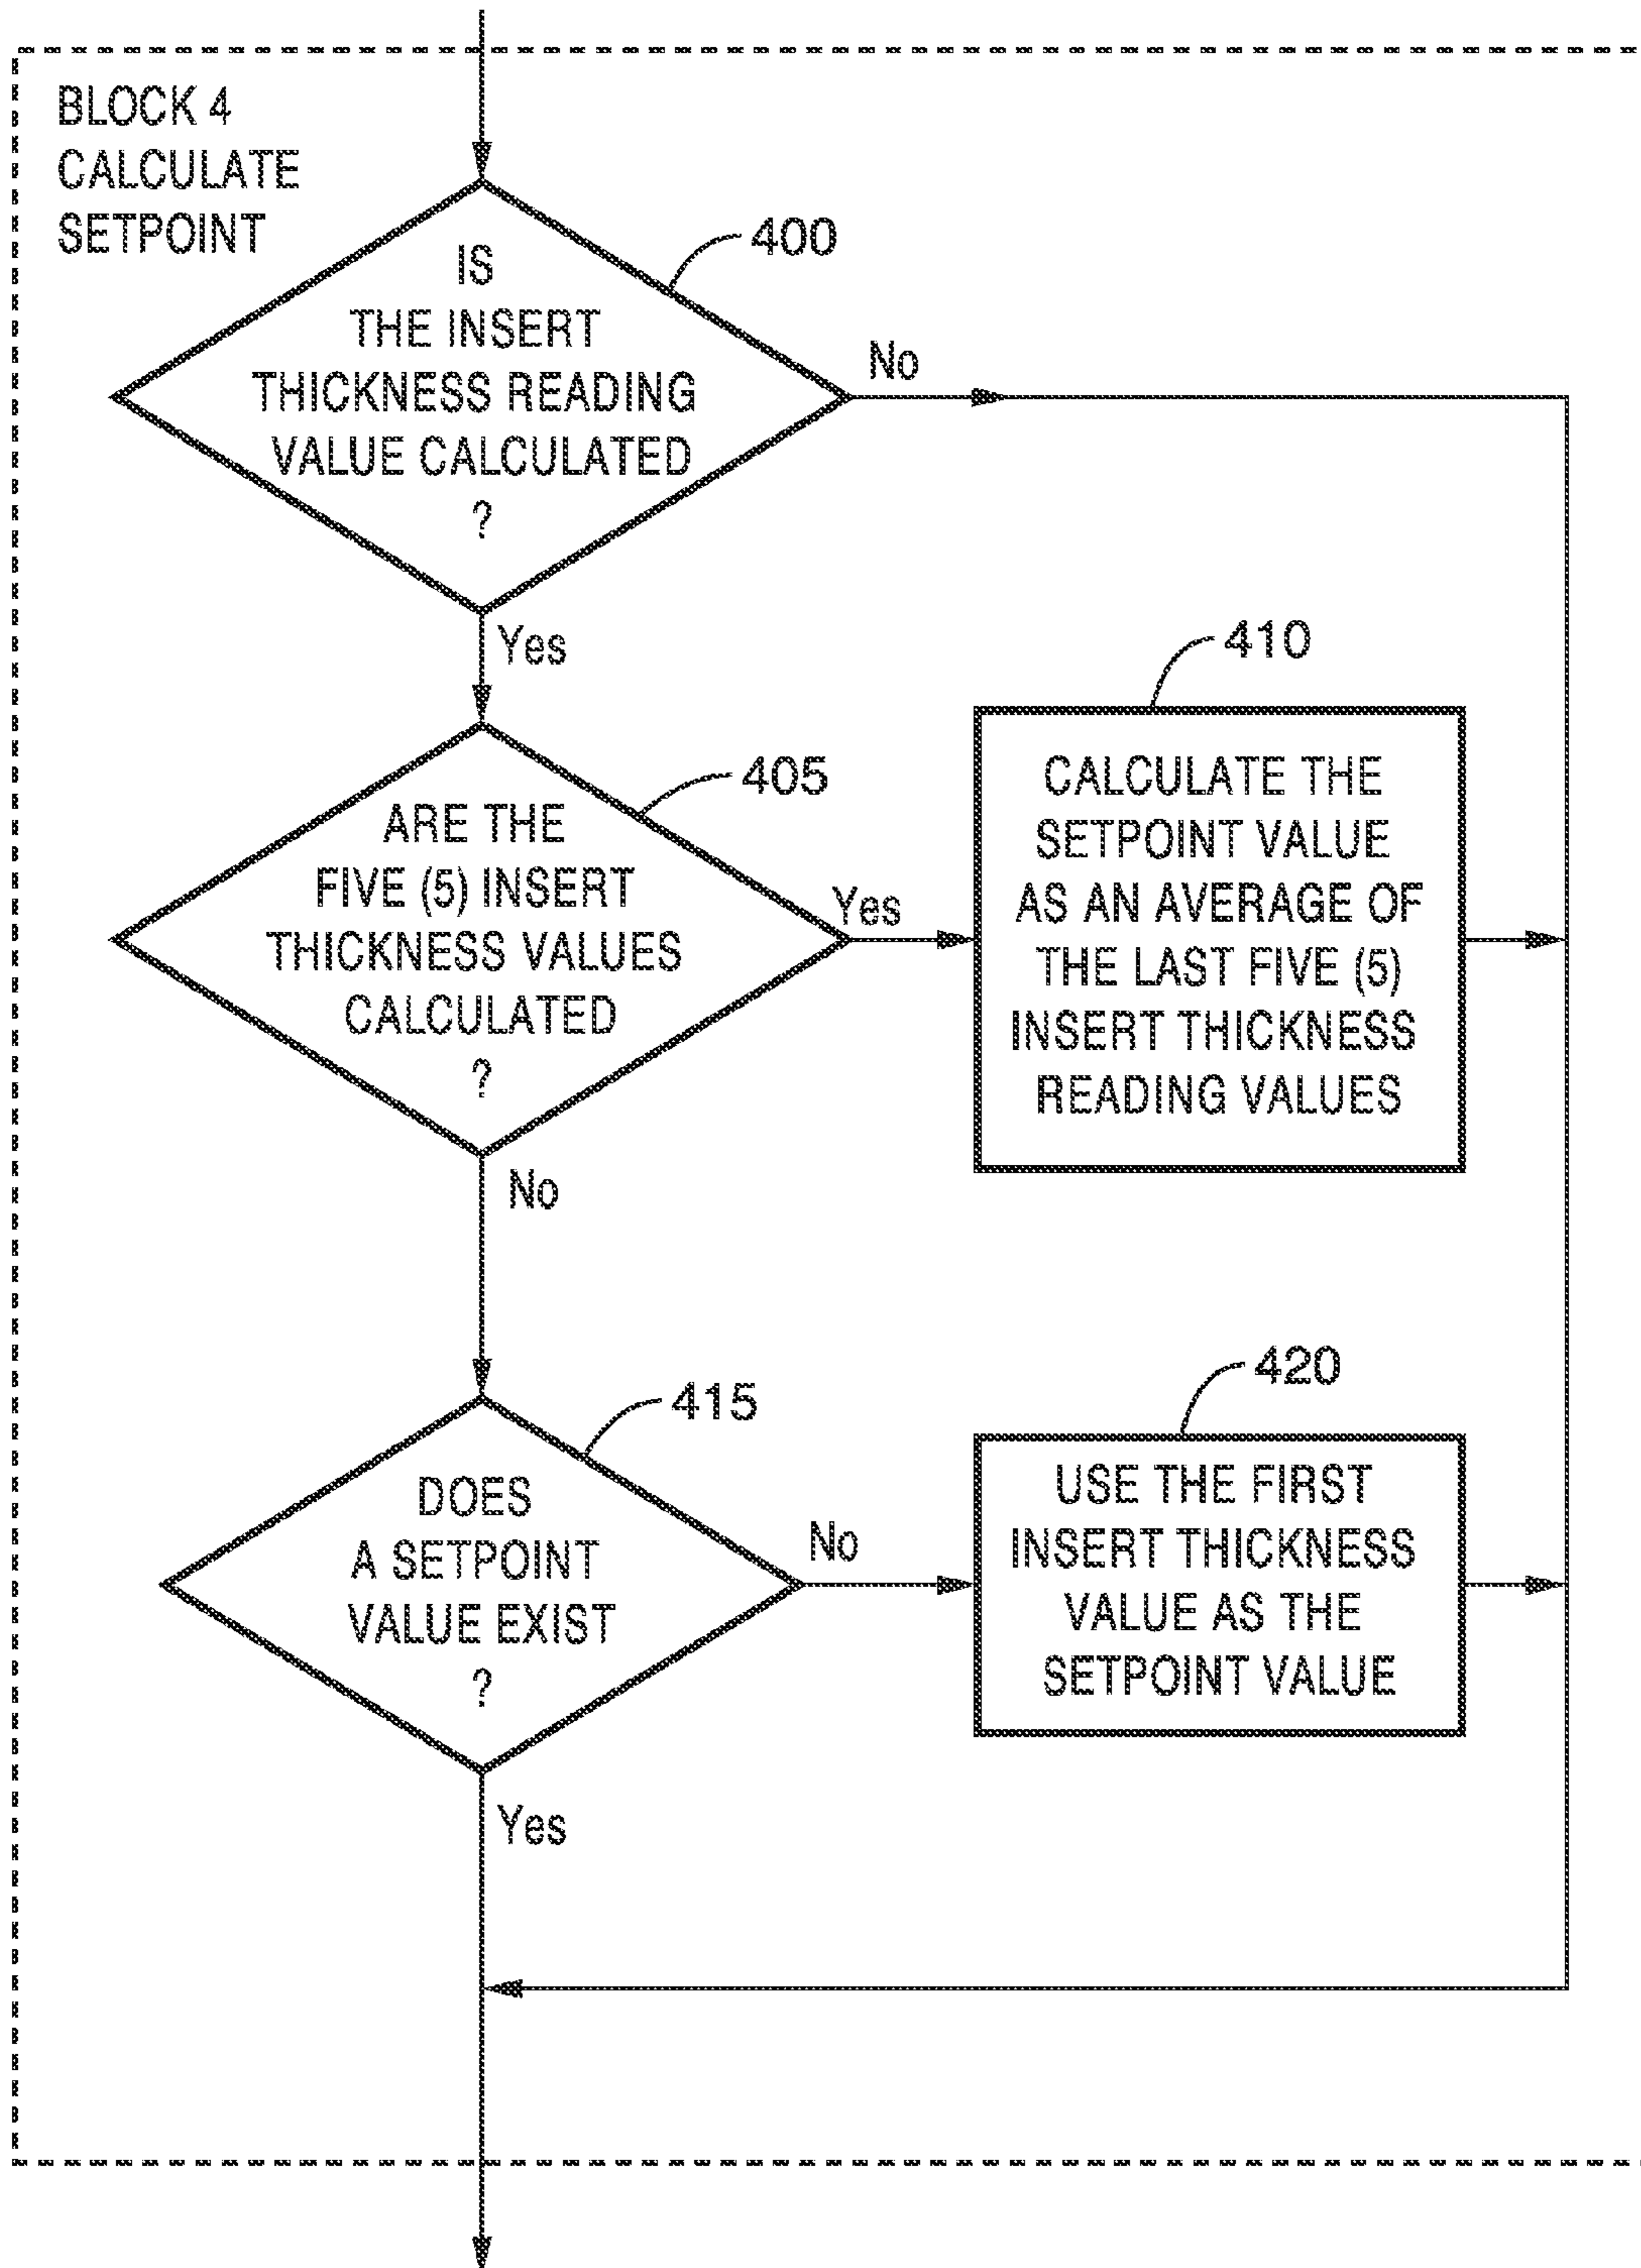 BLOCK 4
CALCULATE
SETPOINT
400
IS
THE INSERT
THICKNESS READING
VALUE CALCULATED
?
No
Yes
405
ARE THE
FIVE (5) INSERT
THICKNESS VALUES
CALCULATED
?
Yes
No
410
CALCULATE THE
SETPOINT VALUE
AS AN AVERAGE OF
THE LAST FIVE (5)
INSERT THICKNESS
READING VALUES
415
DOES
A SETPOINT
VALUE EXIST
?
No
Yes
420
USE THE FIRST
INSERT THICKNESS
VALUE AS THE
SETPOINT VALUE